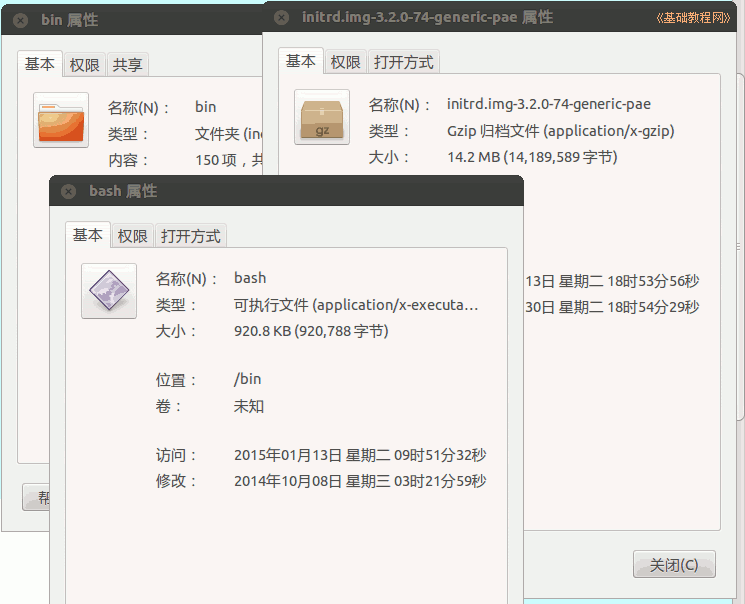 bin 属性
基本 权限 共享
名称(N)： bin
类型： 文件夹
内容： 150 项，共
initrd.img-3.2.0-74-generic-pae 属性
《基础教程网》
基本 权限 打开方式
gz
名称(N)： initrd.img-3.2.0-74-generic-pae
类型： Gzip 归档文件 (application/x-gzip)
大小： 14.2 MB (14,189,589 字节)
13日 星期二 18时53分56秒
30日 星期二 18时54分29秒
关闭(C)
bash 属性
基本 权限 打开方式
名称(N)： bash
类型： 可执行文件 (application/x-executa...
大小： 920.8 KB (920,788 字节)
位置： /bin
卷： 未知
访问： 2015年01月13日 星期二 09时51分32秒
修改： 2014年10月08日 星期三 03时21分59秒